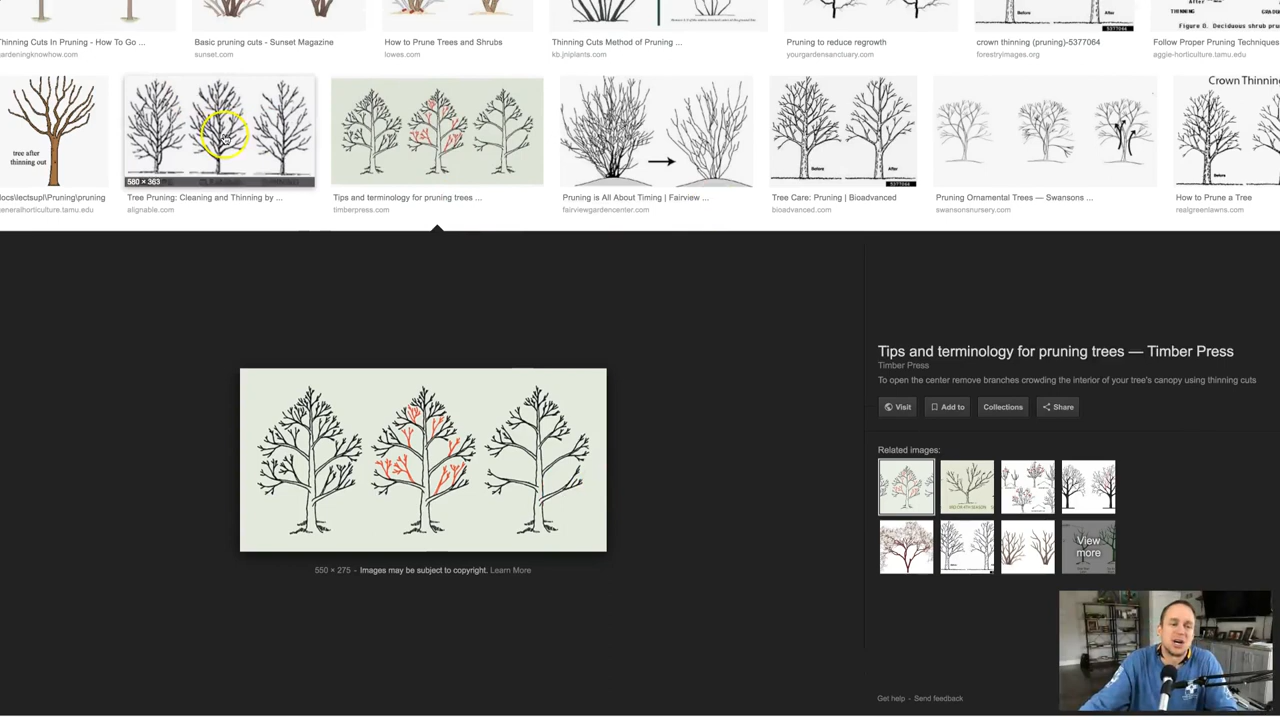 Thinning Cuts In Pruning - How To Go ...
ardeningknowhow.com
Basic pruning cuts - Sunset Magazine
sunset.com
How to Prune Trees and Shrubs
lowes.com
Thinning Cuts Method of Pruning ...
kb.jniplants.com
Pruning to reduce regrowth
yourgardensanctuary.com
Before
After
crown thinning (pruning)-5377064
forestryimages.org
After
THINNING
Figure D. Deciduous shrub
Follow Proper Pruning Techniques
aggie-horticulture.tamu.edu
tree after
thinning out
ocs\lectsupl\Pruning\pruning
eneralhorticulture.tamu.edu
580 × 363
Tree Pruning: Cleaning and Thinning by ...
alignable.com
Tips and terminology for pruning trees ...
timberpress.com
Pruning is All About Timing | Fairview ...
fairviewgardencenter.com
Before
After
5377064
Tree Care: Pruning | Bioadvanced
bioadvanced.com
Pruning Ornamental Trees — Swansons ...
swansonsnursery.com
Crown Thinning
Before
How to Prune a Tree
realgreenlawns.com
550 × 275 - Images may be subject to copyright. Learn More
Tips and terminology for pruning trees — Timber Press
Timber Press
To open the center remove branches crowding the interior of your tree's canopy using thinning cuts
Visit
Add to
Collections
Share
Related images:
View
more
Get help - Send feedback